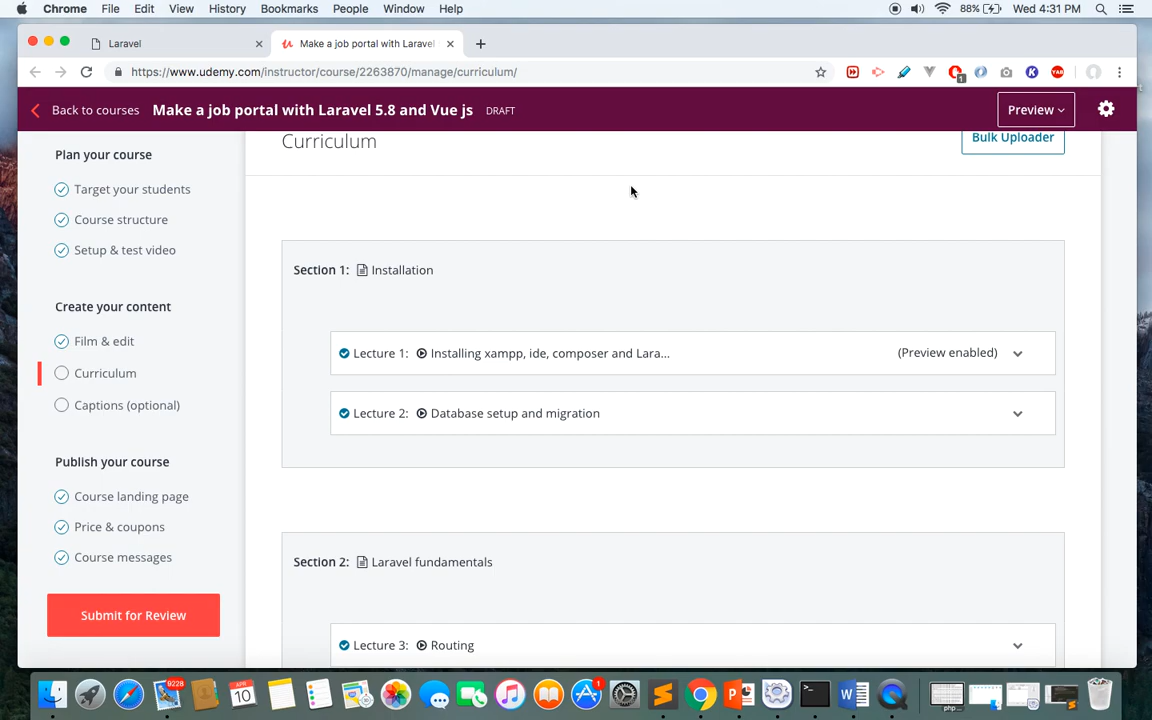 Chrome File Edit View History Bookmarks People Window Help 88% Wed 4:31 PM
Laravel Make a job portal with Laravel
https://www.udemy.com/instructor/course/2263870/manage/curriculum/
Back to courses Make a job portal with Laravel 5.8 and Vue js DRAFT Preview
Plan your course
Target your students
Course structure
Setup & test video
Create your content
Film & edit
Curriculum
Captions (optional)
Publish your course
Course landing page
Price & coupons
Course messages
Submit for Review
Curriculum Bulk Uploader
Section 1: Installation
Lecture 1: Installing xampp, ide, composer and Lara... (Preview enabled)
Lecture 2: Database setup and migration
Section 2: Laravel fundamentals
Lecture 3: Routing
9228
10
1